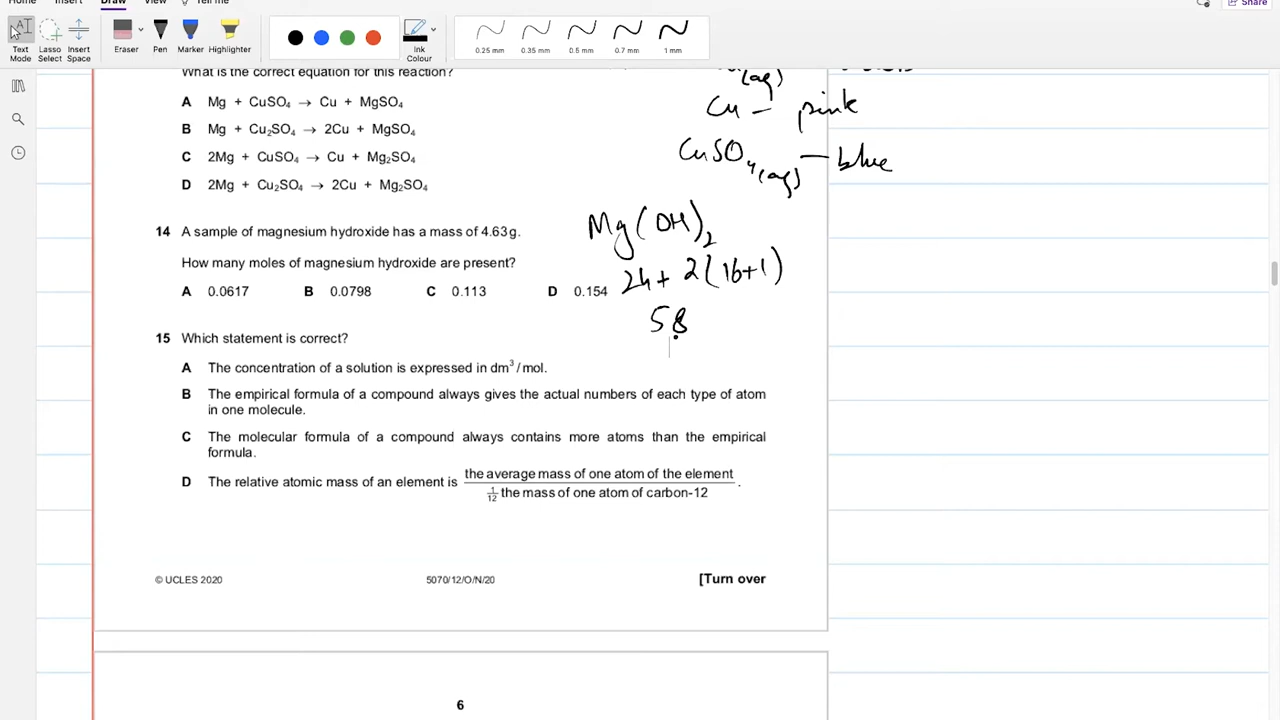 Draw
View
Share
Text
Mode
Lasso
Select
Insert
Space
Eraser
Pen
Marker
Highlighter
Ink
Colour
0.25 mm
0.35 mm
0.5 mm
0.7 mm
1 mm
What is the correct equation for this reaction?
A Mg + CuSO₄ → Cu + MgSO₄
B Mg + Cu₂SO₄ → 2Cu + MgSO₄
C 2Mg + CuSO₄ → Cu + Mg₂SO₄
D 2Mg + Cu₂SO₄ → 2Cu + Mg₂SO₄
(aq)
Cu — pink
CuSO₄(aq) — blue
14 A sample of magnesium hydroxide has a mass of 4.63 g.
How many moles of magnesium hydroxide are present?
A 0.0617 B 0.0798 C 0.113 D 0.154
Mg(OH)₂
24 + 2(16+1)
58
15 Which statement is correct?
A The concentration of a solution is expressed in dm³ / mol.
B The empirical formula of a compound always gives the actual numbers of each type of atom
in one molecule.
C The molecular formula of a compound always contains more atoms than the empirical
formula.
D The relative atomic mass of an element is
the average mass of one atom of the element
1/12 the mass of one atom of carbon-12 .
© UCLES 2020 5070/12/O/N/20 [Turn over
6